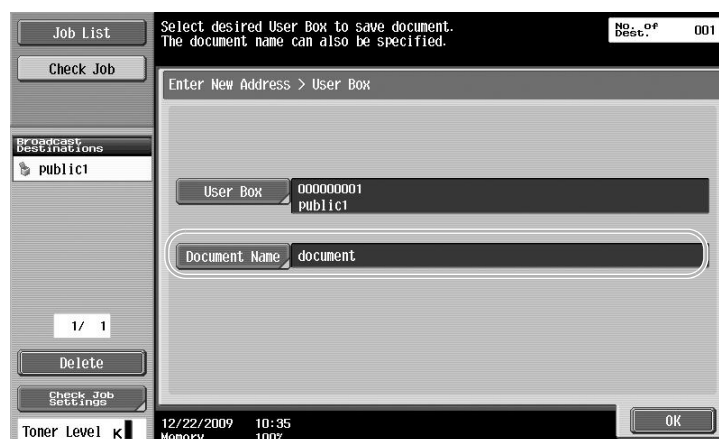 Job List
Check Job
Select desired User Box to save document.
The document name can also be specified.
No. of
Dest.
001
Enter New Address > User Box
Broadcast
Destinations
public1
User Box
000000001
public1
Document Name
document
1/ 1
Delete
Check Job
Settings
Toner Level K
12/22/2009 10:35
Memory 100%
OK